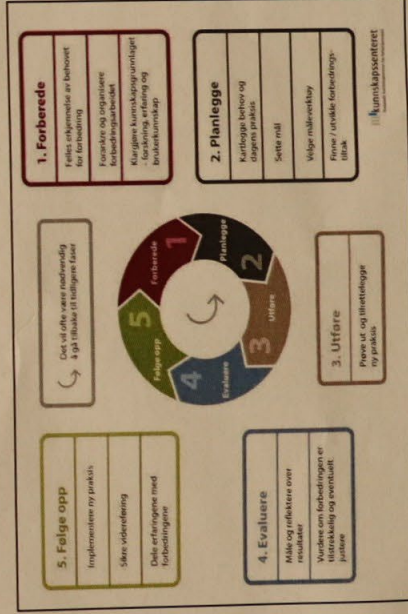 1. Forberede
Felles erkjennelse av behovet
for forbedring
Forankre og organisere
forbedringsarbeidet
Klargjøre kunnskapsgrunnlaget
- forskning, erfaring og
brukerkunnskap
2. Planlegge
Kartlegge behov og
dagens praksis
Sette mål
Velge måleverktøy
Finne / utvikle forbedrings-
tiltak
kunnskapssenteret
Det vil ofte være nødvendig
å gå tilbake til tidligere faser
1
Forberede
2
Planlegge
3
Utføre
4
Evaluere
5
Følge opp
3. Utføre
Prøve ut og tilrettelegge
ny praksis
5. Følge opp
Implementere ny praksis
Sikre videreføring
Dele erfaringene med
forbedringene
4. Evaluere
Måle og reflektere over
resultater
Vurdere om forbedringen er
tilstrekkelig og eventuelt
justere